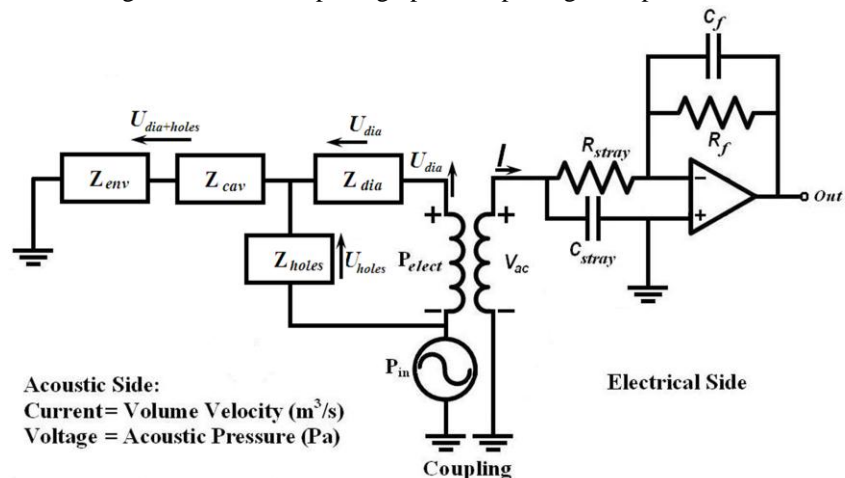 C_f
R_f
U_dia+holes
U_dia
U_dia
I
R_stray
Z_env
Z_cav
Z_dia
−
+
Out
+
+
C_stray
Z_holes
U_holes
P_elect
V_ac
−
−
P_in
Acoustic Side:
Current= Volume Velocity (m³/s)
Voltage = Acoustic Pressure (Pa)
Electrical Side
Coupling